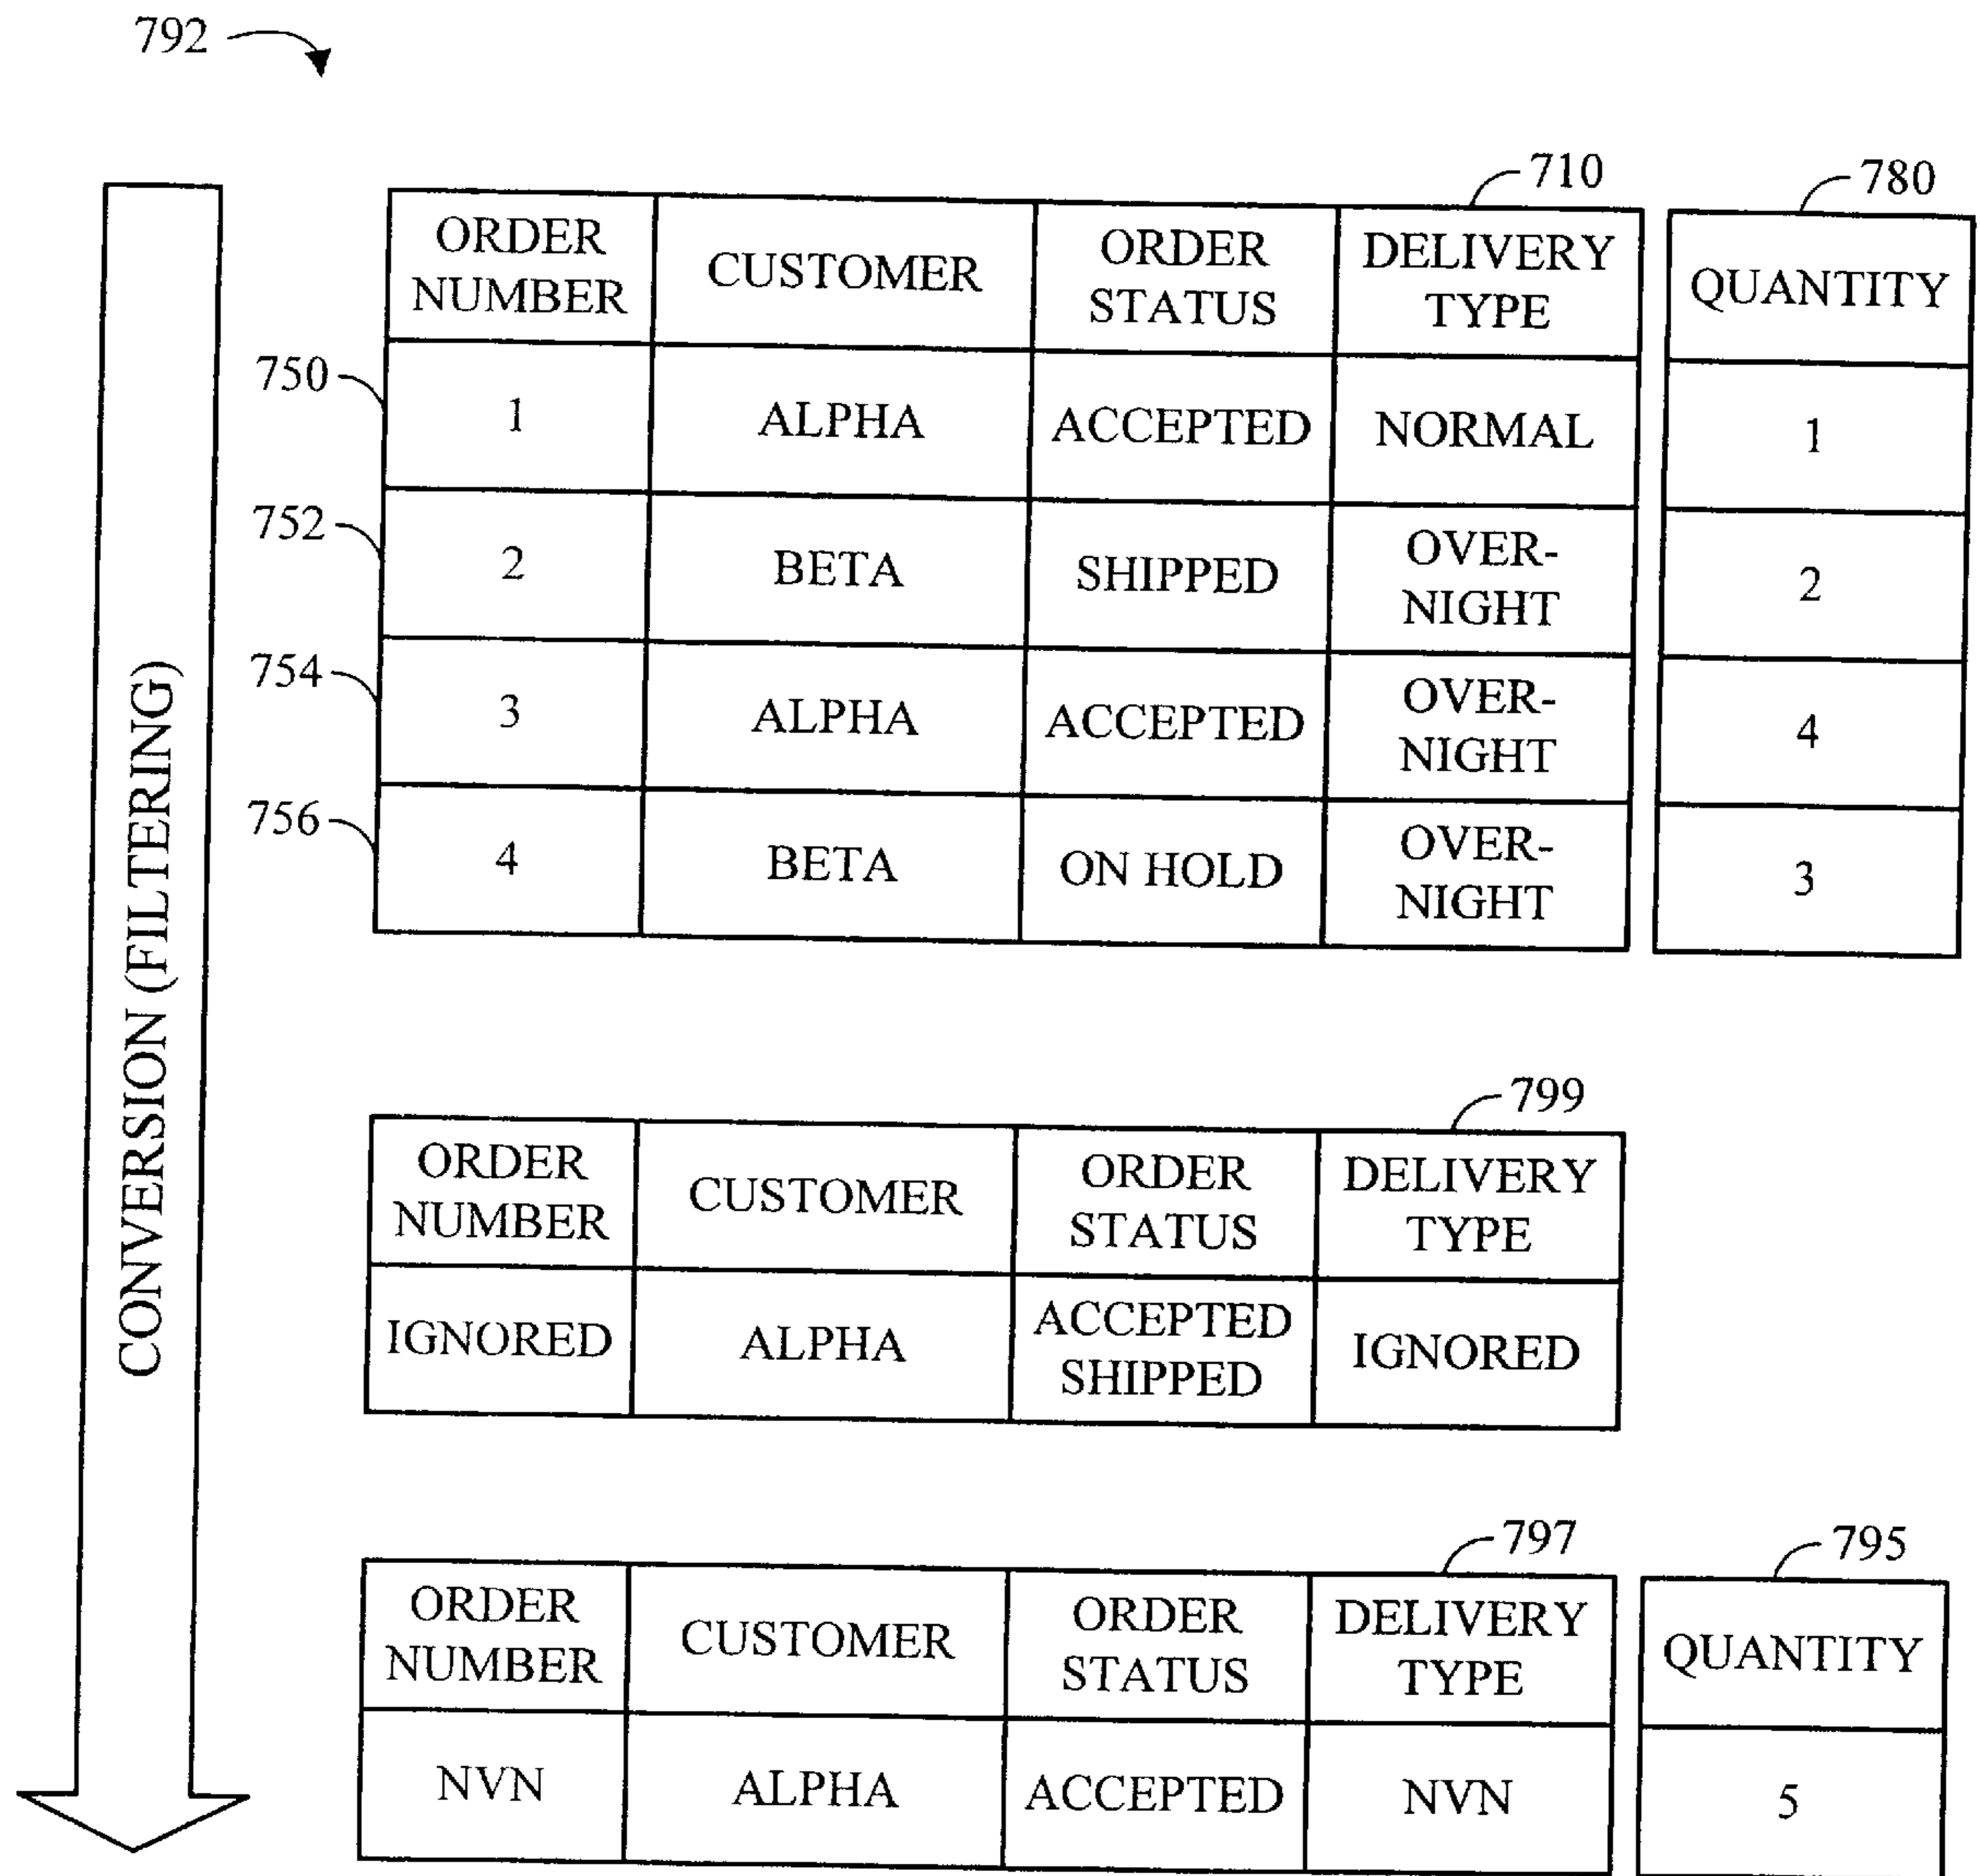 792
710
780
ORDER NUMBER CUSTOMER ORDER STATUS DELIVERY TYPE QUANTITY
750
1 ALPHA ACCEPTED NORMAL 1
752
2 BETA SHIPPED OVER-NIGHT 2
754
3 ALPHA ACCEPTED OVER-NIGHT 4
756
4 BETA ON HOLD OVER-NIGHT 3
CONVERSION (FILTERING)
799
ORDER NUMBER CUSTOMER ORDER STATUS DELIVERY TYPE
IGNORED ALPHA ACCEPTED SHIPPED IGNORED
797
795
ORDER NUMBER CUSTOMER ORDER STATUS DELIVERY TYPE QUANTITY
NVN ALPHA ACCEPTED NVN 5